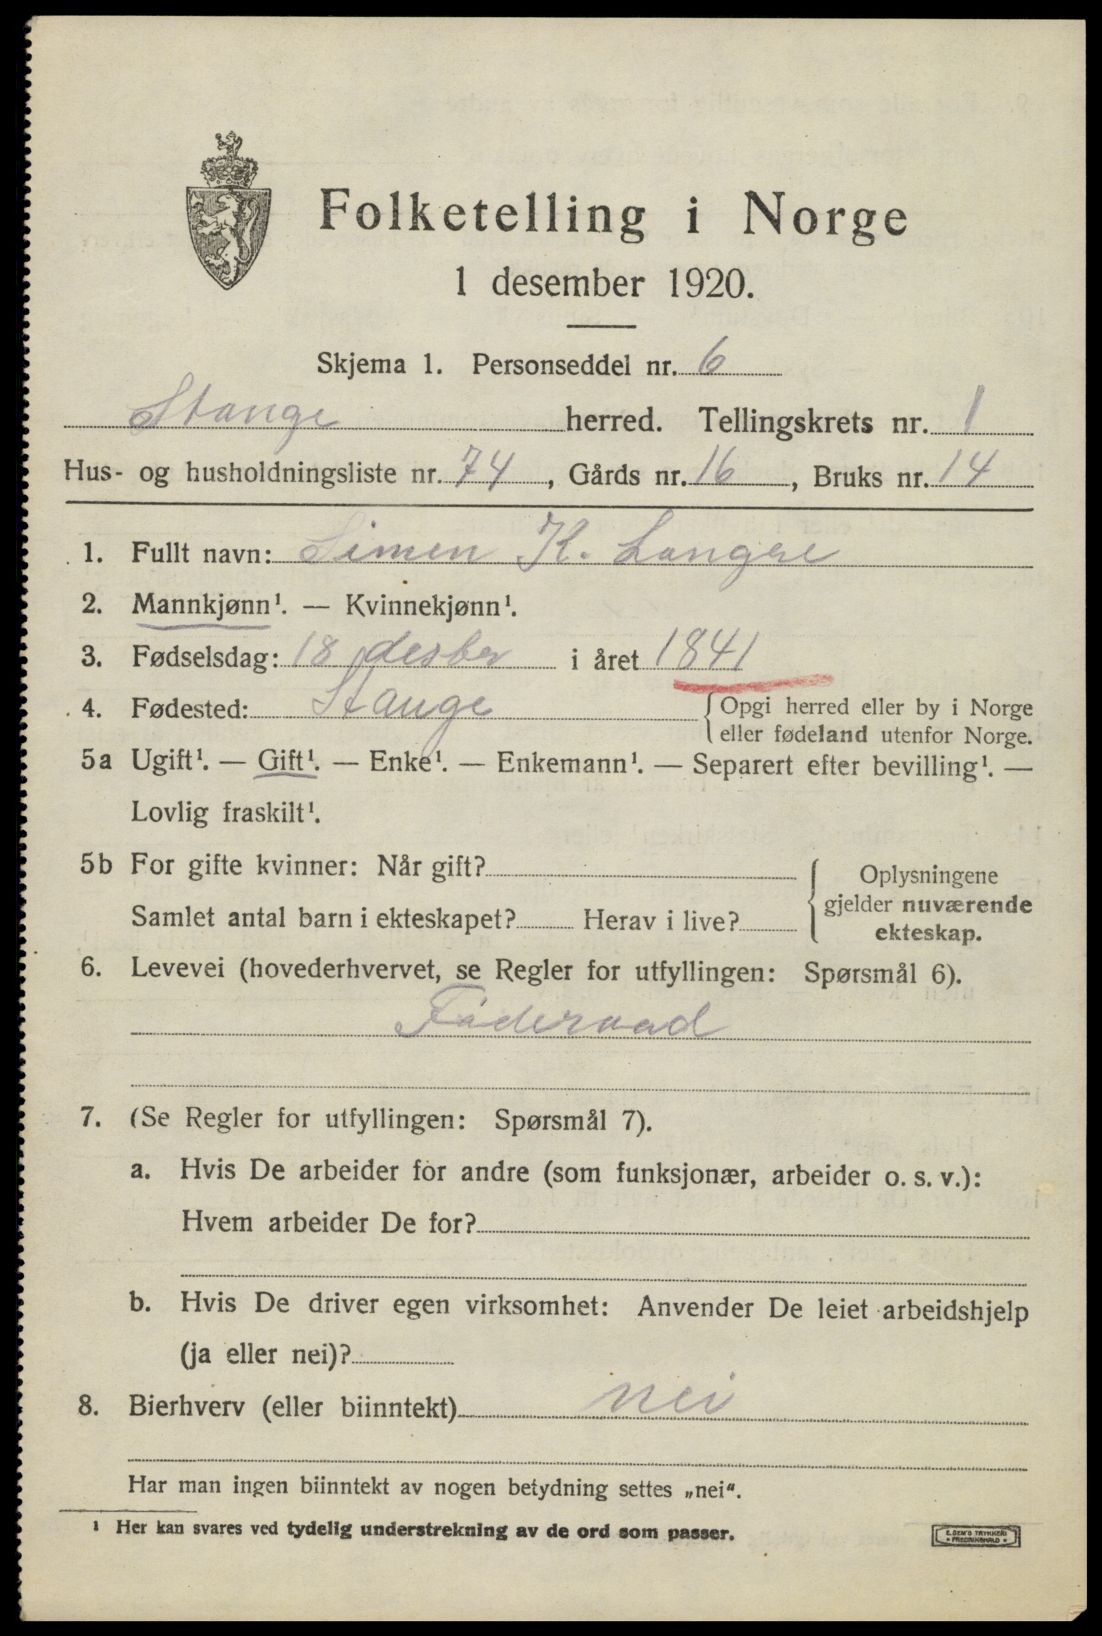 Folketelling i Norge
1 desember 1920.
Skjema 1. Personseddel nr. 6
Stange herred. Tellingskrets nr. 1
Hus- og husholdningsliste nr. 74, Gårds nr. 16, Bruks nr. 14
1. Fullt navn: Simen K. Langre
2. Mannkjønn¹. — Kvinnekjønn¹.
3. Fødselsdag: 18 desber i året 1841
4. Fødested: Stange {Opgi herred eller by i Norge
eller fødeland utenfor Norge.
5a Ugift¹. — Gift¹. — Enke¹. — Enkemann¹. — Separert efter bevilling¹. —
Lovlig fraskilt¹.
5b For gifte kvinner: Når gift?
Samlet antal barn i ekteskapet? Herav i live?
{Oplysningene
gjelder nuværende
ekteskap.
6. Levevei (hovederhvervet, se Regler for utfyllingen: Spørsmål 6).
Föderaad
7. (Se Regler for utfyllingen: Spørsmål 7).
a. Hvis De arbeider for andre (som funksjonær, arbeider o. s. v.):
Hvem arbeider De for?
b. Hvis De driver egen virksomhet: Anvender De leiet arbeidshjelp
(ja eller nei)?
8. Bierhverv (eller biinntekt) nei
Har man ingen biinntekt av nogen betydning settes „nei“.
¹ Her kan svares ved tydelig understrekning av de ord som passer.
E. SEM'S TRYKKERI
• FREDRIKSHALD •